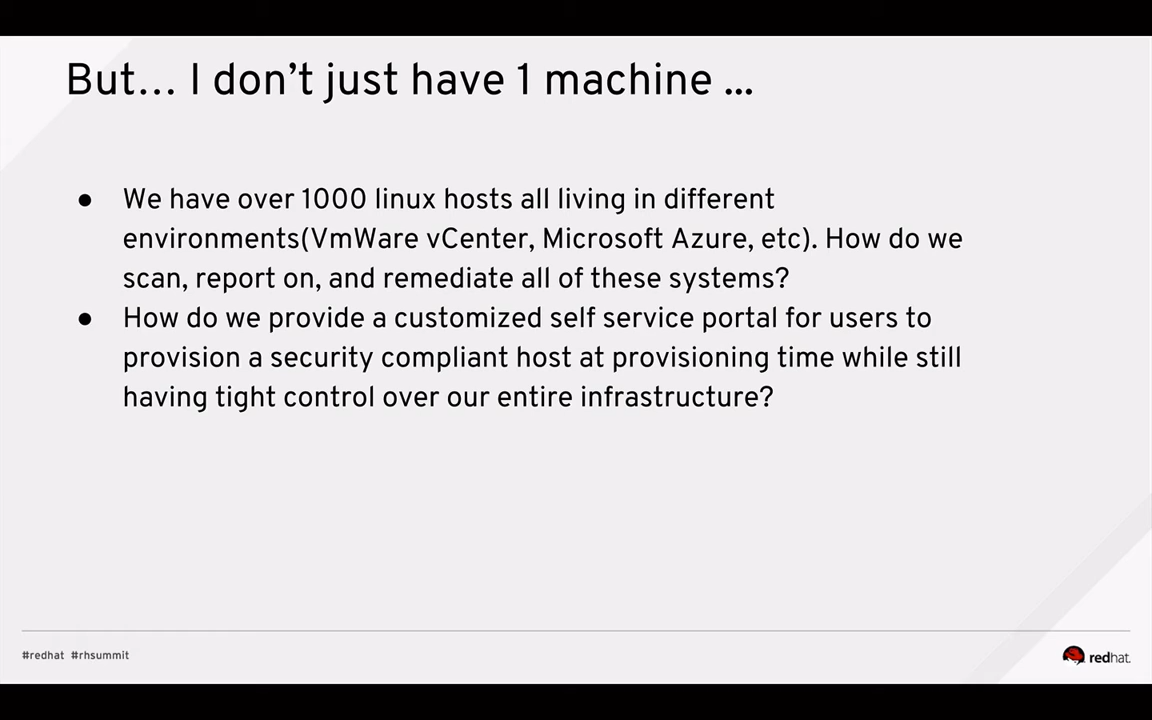 But... I don't just have 1 machine ...
● We have over 1000 linux hosts all living in different
environments(VmWare vCenter, Microsoft Azure, etc). How do we
scan, report on, and remediate all of these systems?
● How do we provide a customized self service portal for users to
provision a security compliant host at provisioning time while still
having tight control over our entire infrastructure?
#redhat #rhsummit
redhat.